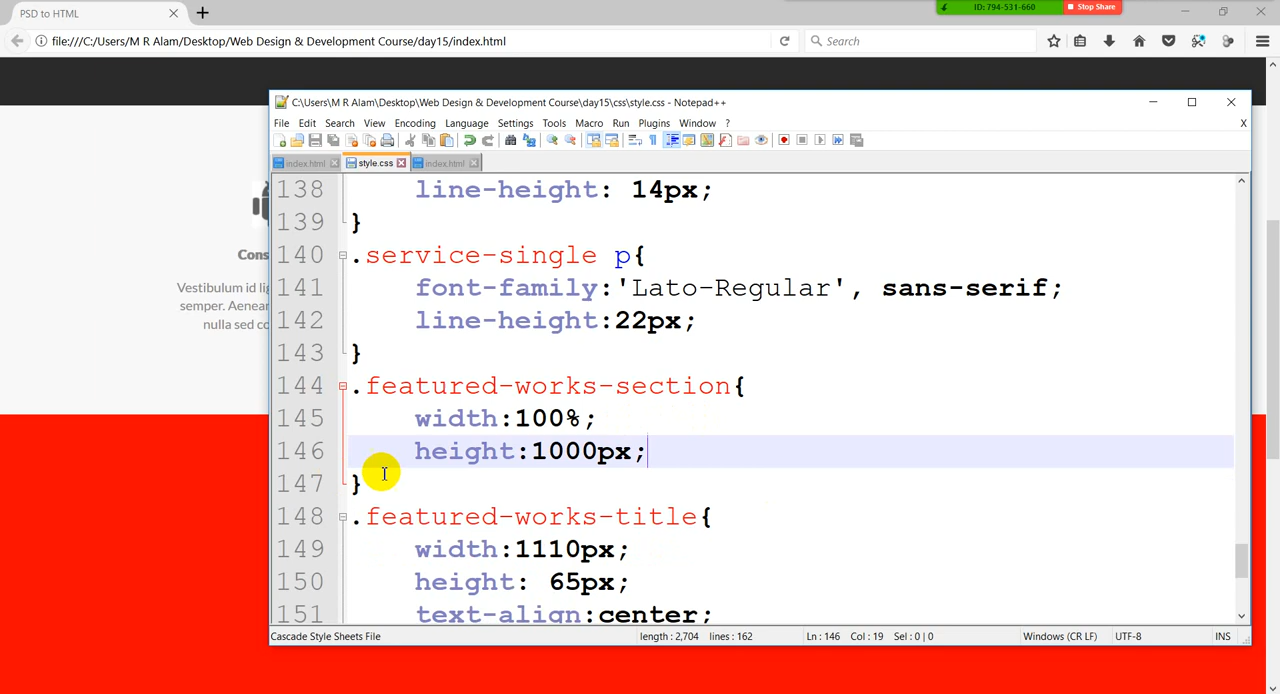 PSD to HTML
ID: 794-531-660
Stop Share
file:///C:/Users/M R Alam/Desktop/Web Design & Development Course/day15/index.html
Search
C:\Users\M R Alam\Desktop\Web Design & Development Course\day15\css\style.css - Notepad++
File Edit Search View Encoding Language Settings Tools Macro Run Plugins Window ? X
index.html style.css index.html
138 line-height: 14px;
139 }
140 .service-single p{
141 font-family:'Lato-Regular', sans-serif;
142 line-height:22px;
143 }
144 .featured-works-section{
145 width:100%;
146 height:1000px;
147 }
148 .featured-works-title{
149 width:1110px;
150 height: 65px;
151 text-align:center;
Cascade Style Sheets File length : 2,704 lines : 162 Ln : 146 Col : 19 Sel : 0 | 0 Windows (CR LF) UTF-8 INS
Cons
Vestibulum id li
semper. Aenea
nulla sed co